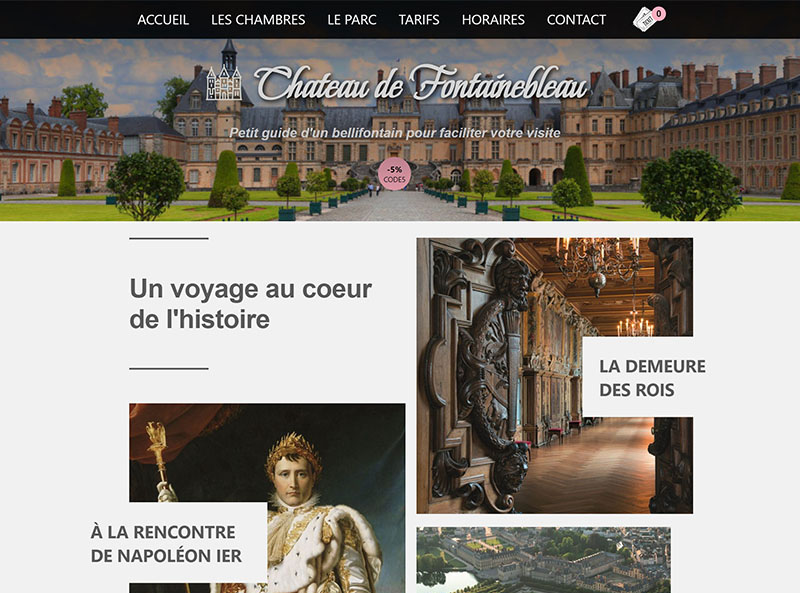 ACCUEIL LES CHAMBRES LE PARC TARIFS HORAIRES CONTACT 0
Chateau de Fontainebleau
Petit guide d'un bellifontain pour faciliter votre visite
-5%
CODE5
Un voyage au coeur
de l'histoire
LA DEMEURE
DES ROIS
À LA RENCONTRE
DE NAPOLÉON IER